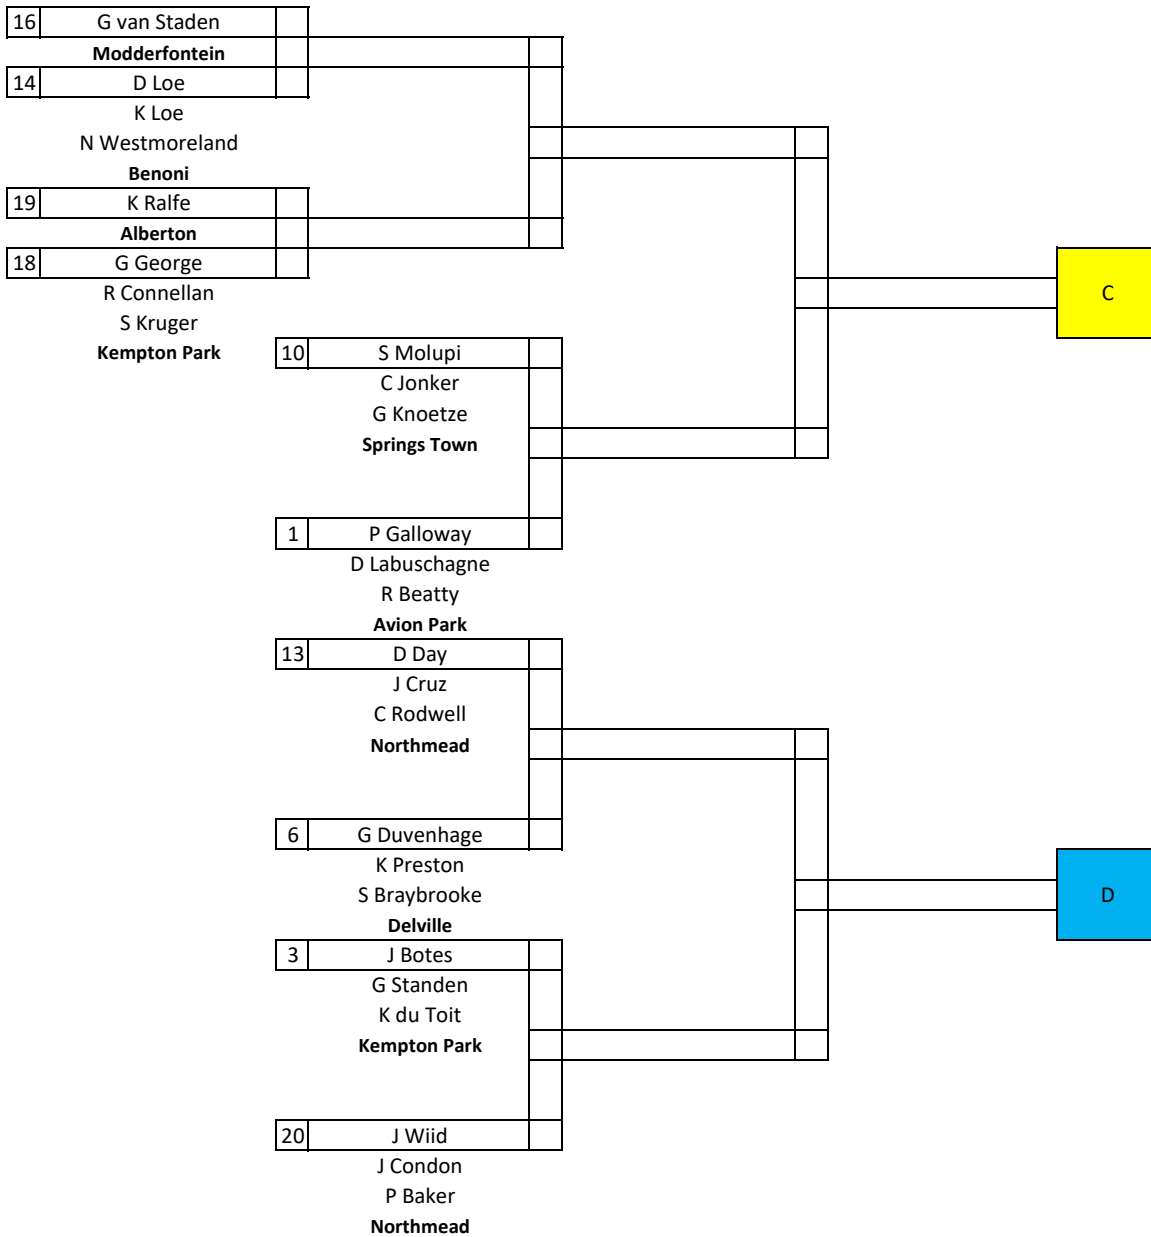 16 G van Staden
Modderfontein
14 D Loe
K Loe
N Westmoreland
Benoni
19 K Ralfe
Alberton
18 G George
R Connellan
C
S Kruger
Kempton Park
10 S Molupi
C Jonker
G Knoetze
Springs Town
1 P Galloway
D Labuschagne
R Beatty
Avion Park
13 D Day
J Cruz
C Rodwell
Northmead
6 G Duvenhage
K Preston
S Braybrooke
D
Delville
3 J Botes
G Standen
K du Toit
Kempton Park
20 J Wiid
J Condon
P Baker
Northmead